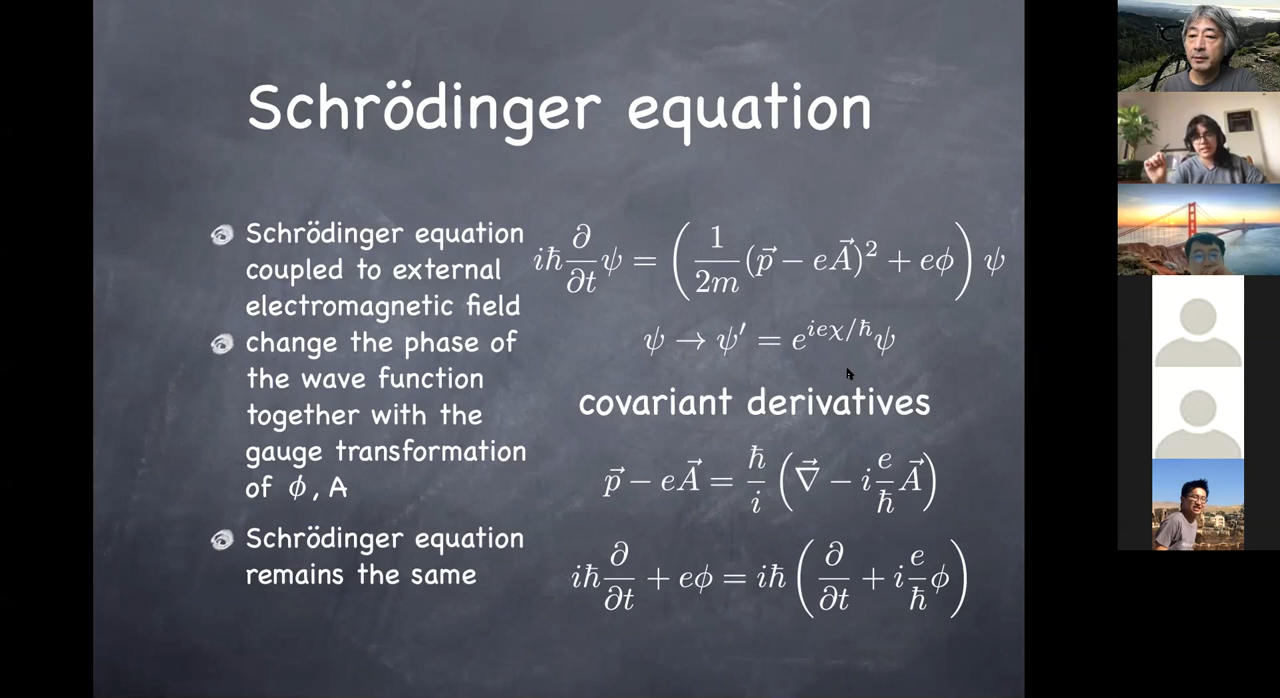 Schrödinger equation
Schrödinger equation
coupled to external
electromagnetic field
change the phase of
the wave function
together with the
gauge transformation
of ϕ, A
Schrödinger equation
remains the same
iℏ ∂/∂t ψ = ( 1/2m (p⃗ − eA⃗)² + eϕ ) ψ
ψ → ψ′ = e^{ieχ/ℏ}ψ
covariant derivatives
p⃗ − eA⃗ = ℏ/i ( ∇⃗ − i e/ℏ A⃗ )
iℏ ∂/∂t + eϕ = iℏ ( ∂/∂t + i e/ℏ ϕ )